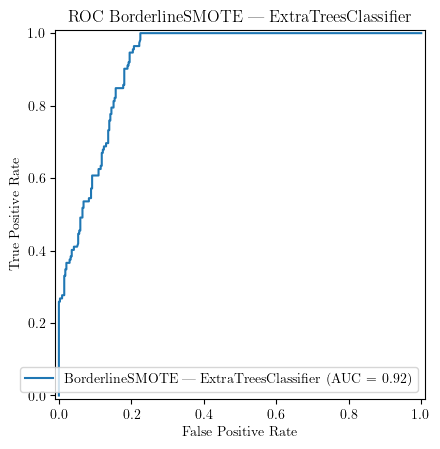 ROC BorderlineSMOTE — ExtraTreesClassifier
1.0
0.8
0.6
0.4
0.2
0.0
True Positive Rate
BorderlineSMOTE — ExtraTreesClassifier (AUC = 0.92)
0.0 0.2 0.4 0.6 0.8 1.0
False Positive Rate